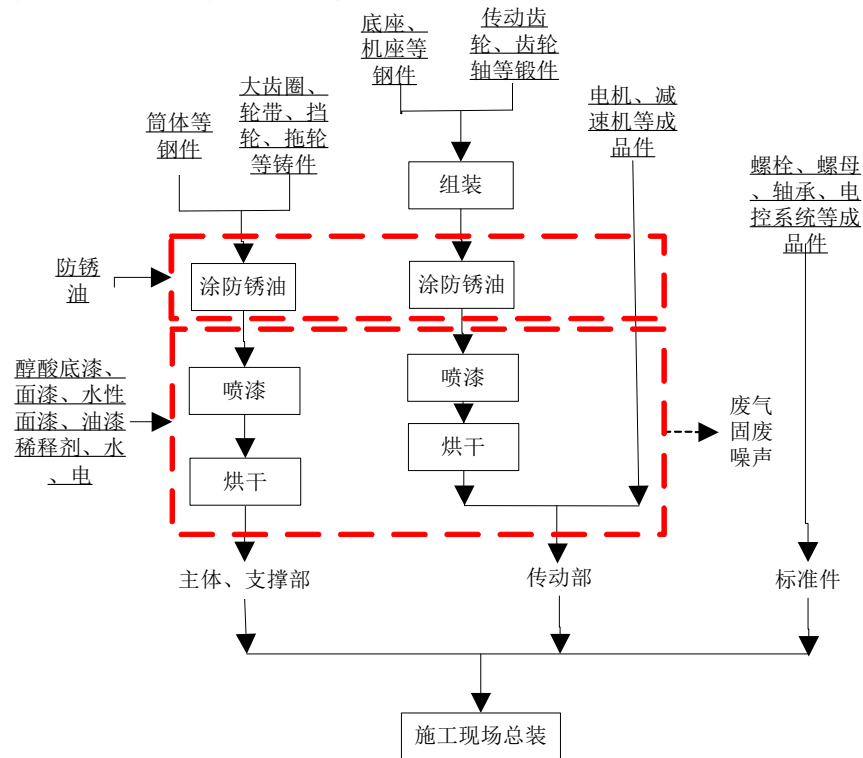 底座、
机座等
钢件
传动齿
轮、齿轮
轴等锻件
筒体等
钢件
大齿圈、
轮带、挡
轮、拖轮
等铸件
电机、减
速机等成
品件
螺栓、螺母
、轴承、电
控系统等成
品件
组装
防锈
油
涂防锈油
涂防锈油
醇酸底漆、
面漆、水性
面漆、油漆
稀释剂、水
、电
喷漆
喷漆
烘干
烘干
废气
固废
噪声
主体、支撑部
传动部
标准件
施工现场总装